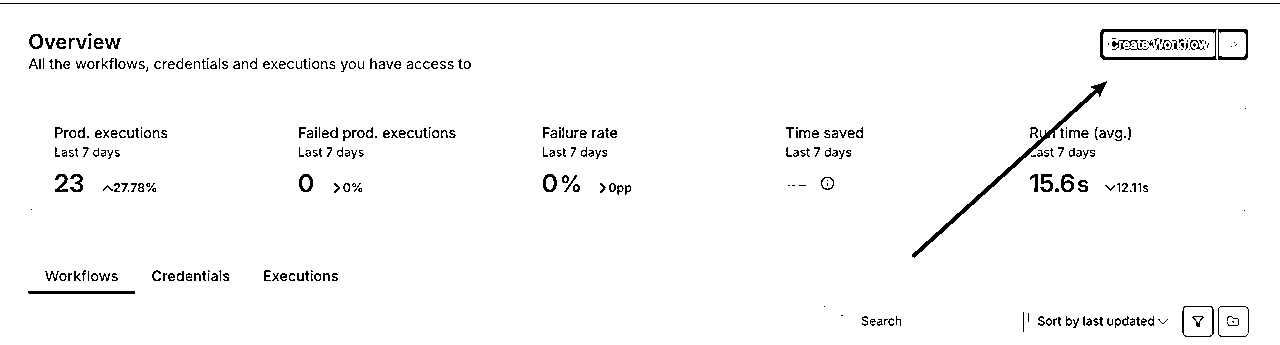 Overview
Create Workflow
All the workflows, credentials and executions you have access to
Prod. executions
Last 7 days
23 27.78%
Failed prod. executions
Last 7 days
0 0%
Failure rate
Last 7 days
0% 0pp
Time saved
Last 7 days
--
Run time (avg.)
Last 7 days
15.6s 12.11s
Workflows Credentials Executions
Search Sort by last updated